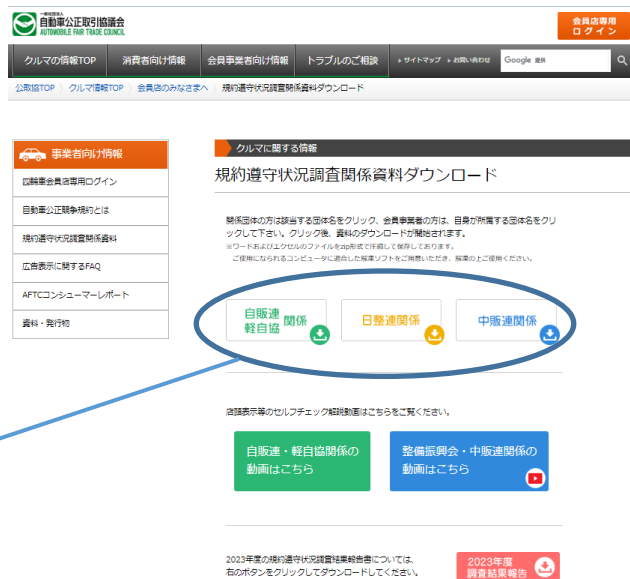 一般社団法人
自動車公正取引協議会
AUTOMOBILE FAIR TRADE COUNCIL
会員店専用
ログイン
クルマの情報TOP 消費者向け情報 会員事業者向け情報 トラブルのご相談 サイトマップ お問い合わせ Google 提供
公取協TOP クルマ情報TOP 会員店のみなさまへ 規約遵守状況調査関係資料ダウンロード
事業者向け情報
四輪車会員店専用ログイン
自動車公正競争規約とは
規約遵守状況調査関係資料
広告表示に関するFAQ
AFTCコンシューマーレポート
資料・発行物
クルマに関する情報
規約遵守状況調査関係資料ダウンロード
関係団体の方は該当する団体名をクリック、会員事業者の方は、自身が所属する団体名をクリ
ックして下さい。クリック後、資料のダウンロードが開始されます。
※ワードおよびエクセルのファイルをzip形式で圧縮して保存しております。
ご使用になられるコンピュータに適合した解凍ソフトをご用意いただき、解凍の上ご使用ください。
自販連
軽自協 関係
日整連関係
中販連関係
店頭表示等のセルフチェック解説動画はこちらをご覧ください。
自販連・軽自協関係の
動画はこちら
整備振興会・中販連関係の
動画はこちら
2023年度の規約遵守状況調査結果報告書については、
右のボタンをクリックしてダウンロードしてください。
2023年度
調査結果報告